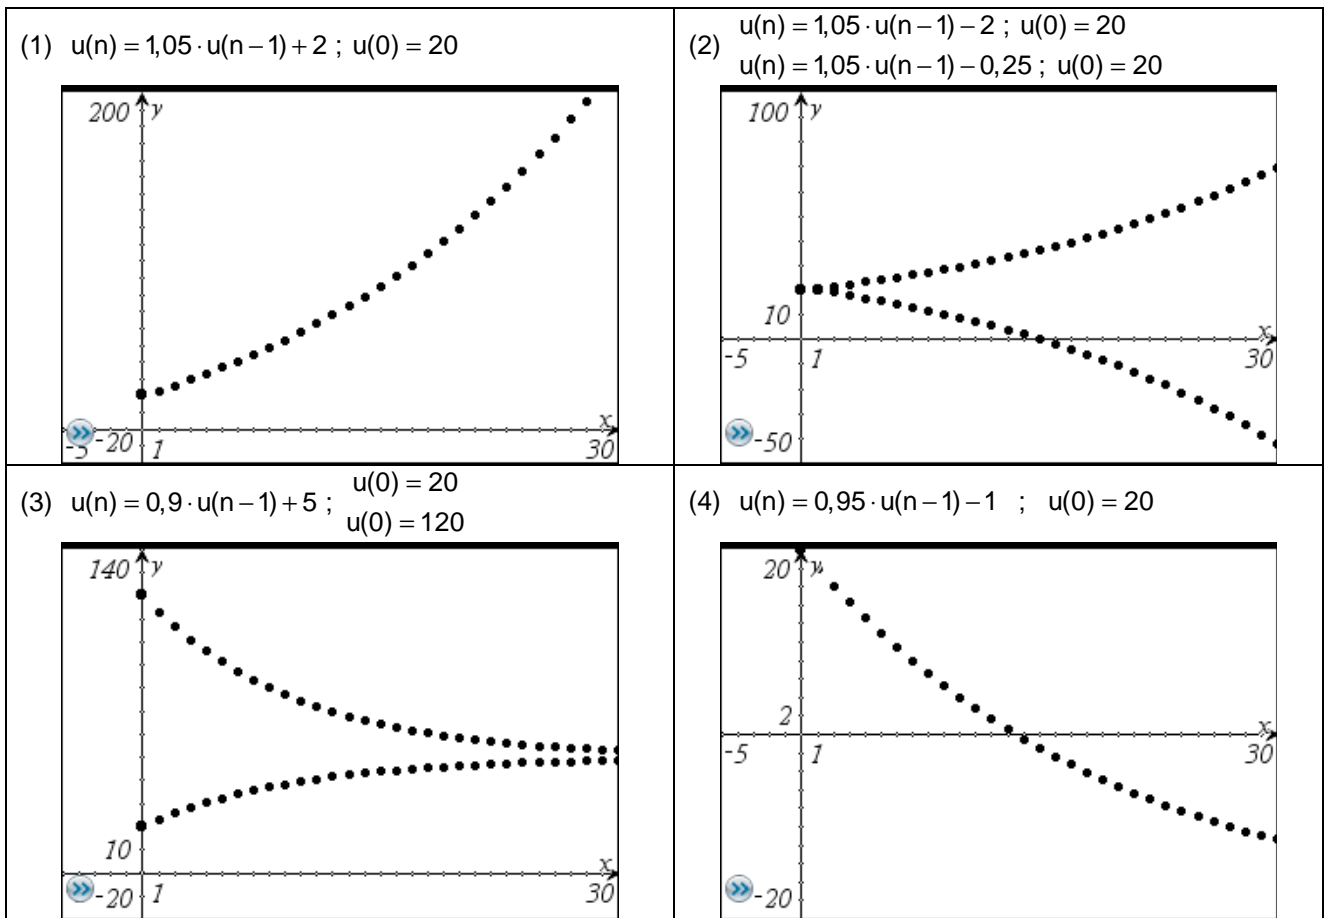 (1) u(n) = 1,05 · u(n − 1) + 2 ; u(0) = 20
200
y
x
-5
-20
1
30
(2) u(n) = 1,05 · u(n − 1) − 2 ; u(0) = 20
u(n) = 1,05 · u(n − 1) − 0,25 ; u(0) = 20
100
y
10
x
-5
1
30
-50
(3) u(n) = 0,9 · u(n − 1) + 5 ; u(0) = 20
u(0) = 120
140
y
10
x
-20
1
30
(4) u(n) = 0,95 · u(n − 1) − 1 ; u(0) = 20
20
y
2
x
-5
1
30
-20